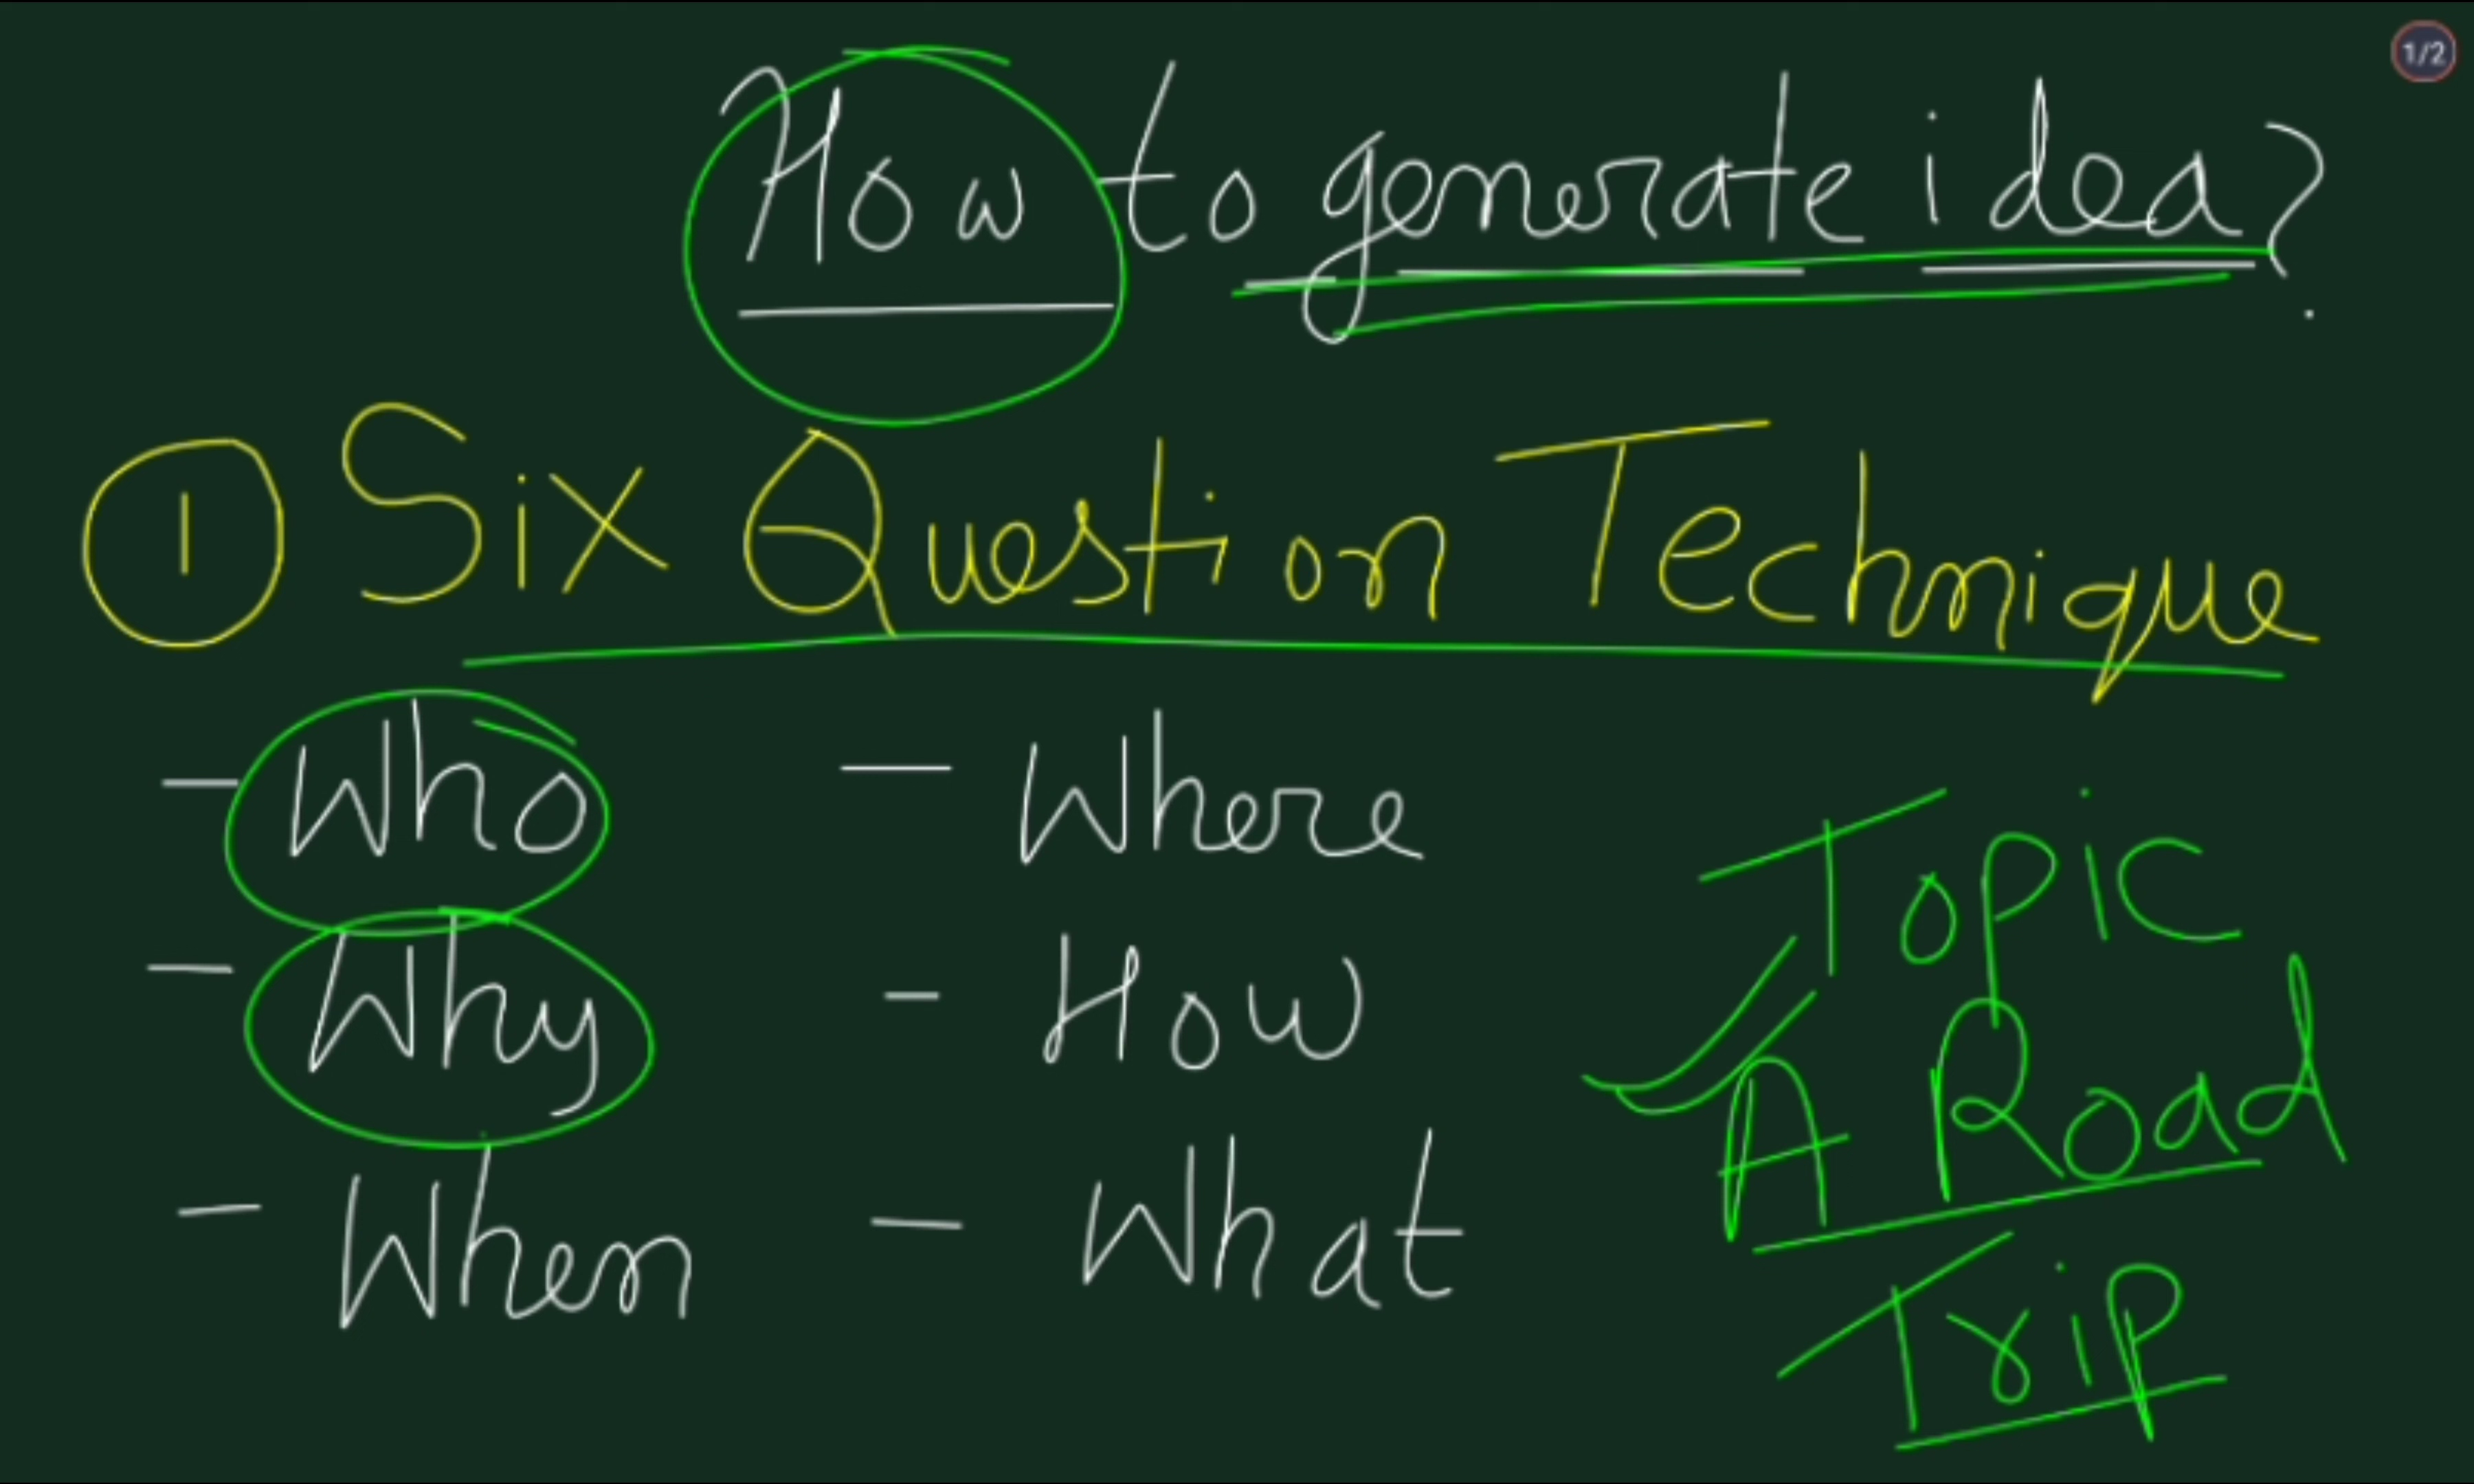 1/2
How to generate idea?
① Six Question Technique
- Who - Where
- Why - How
- When - What
Topic
A Road
Trip